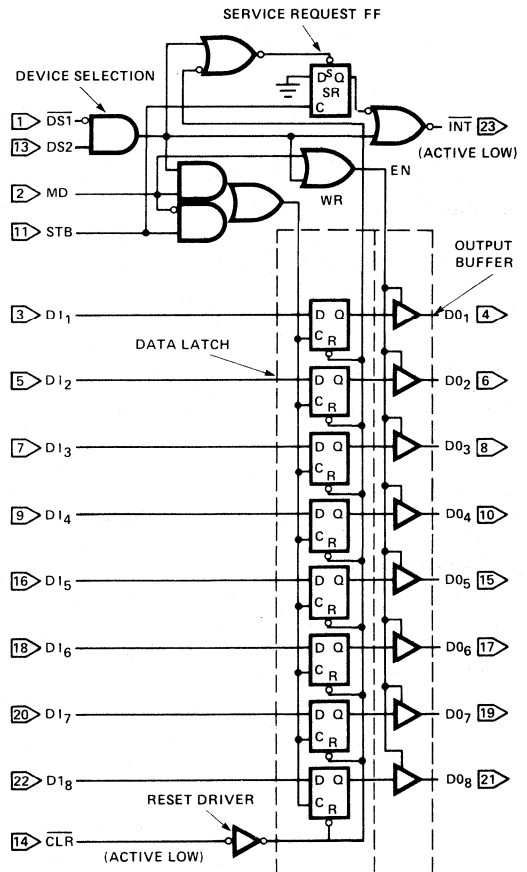 SERVICE REQUEST FF
DEVICE SELECTION
D S Q
SR
C
1 DS1
13 DS2
INT 23
(ACTIVE LOW)
2 MD
EN
WR
11 STB
OUTPUT
BUFFER
3 DI1 D Q DO1 4
C R
DATA LATCH
5 DI2 D Q DO2 6
C R
7 DI3 D Q DO3 8
C R
9 DI4 D Q DO4 10
C R
16 DI5 D Q DO5 15
C R
18 DI6 D Q DO6 17
C R
20 DI7 D Q DO7 19
C R
22 D18 D Q DO8 21
C R
RESET DRIVER
14 CLR
(ACTIVE LOW)